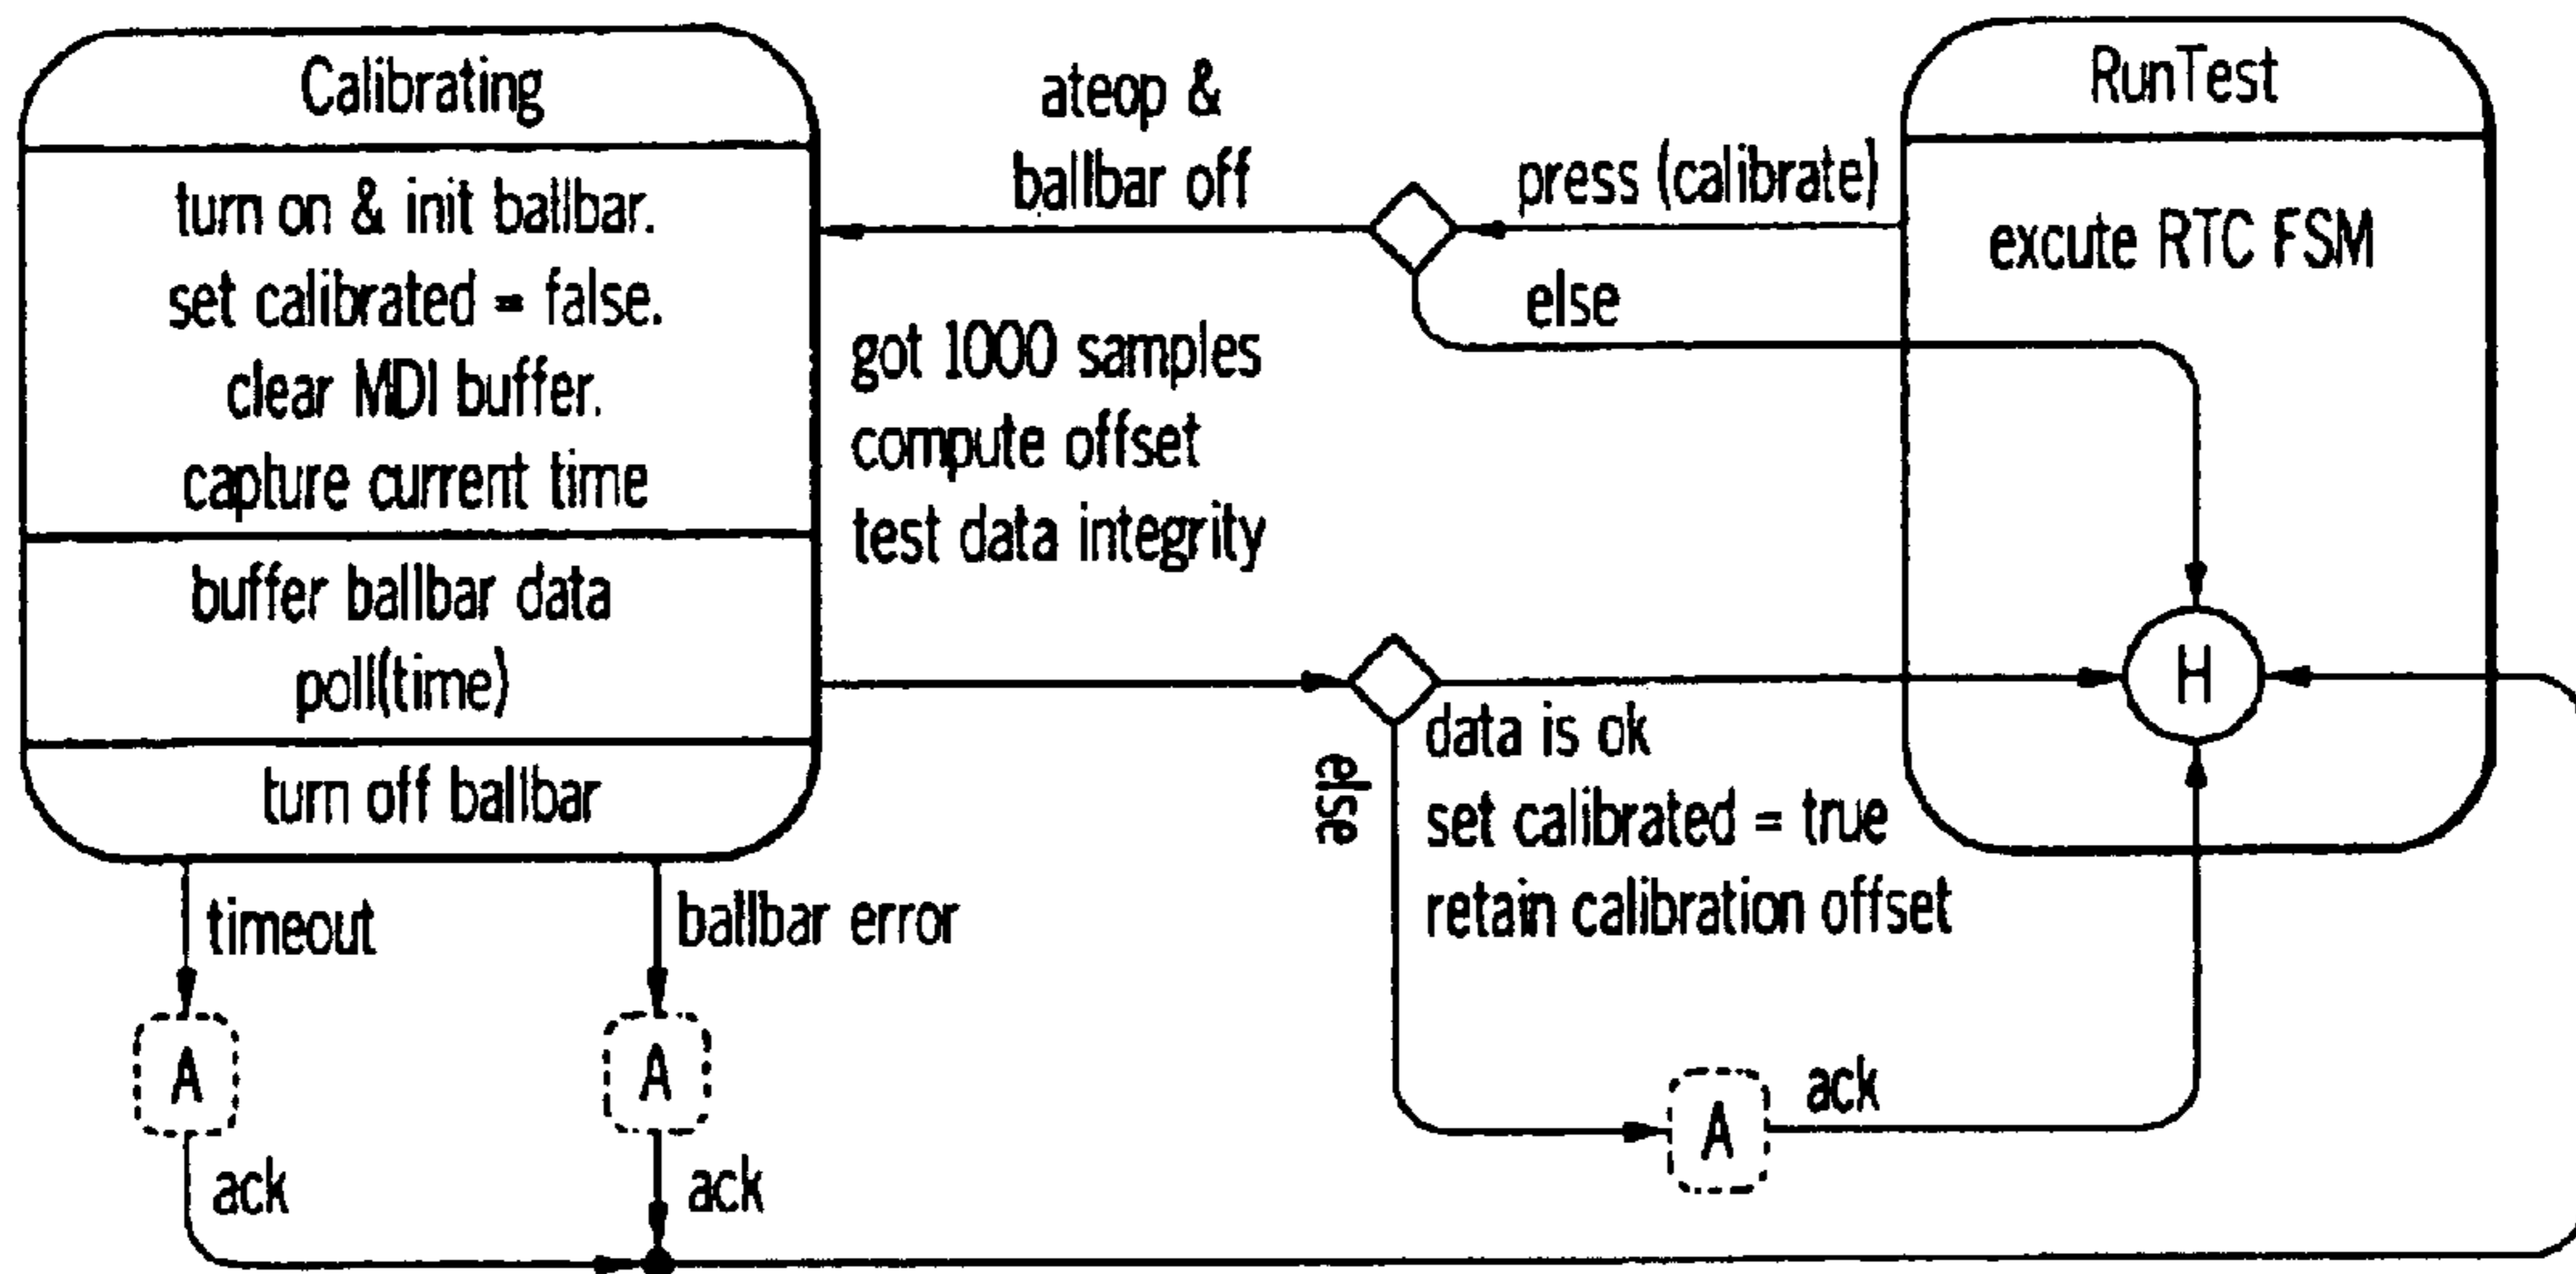 Calibrating
turn on & init ballbar.
set calibrated = false.
clear MDI buffer.
capture current time
buffer ballbar data
poll(time)
turn off ballbar
timeout
ballbar error
A
A
ack
ack
ateop &
ballbar off
press (calibrate)
else
got 1000 samples
compute offset
test data integrity
else
data is ok
set calibrated = true
retain calibration offset
A
ack
RunTest
excute RTC FSM
H